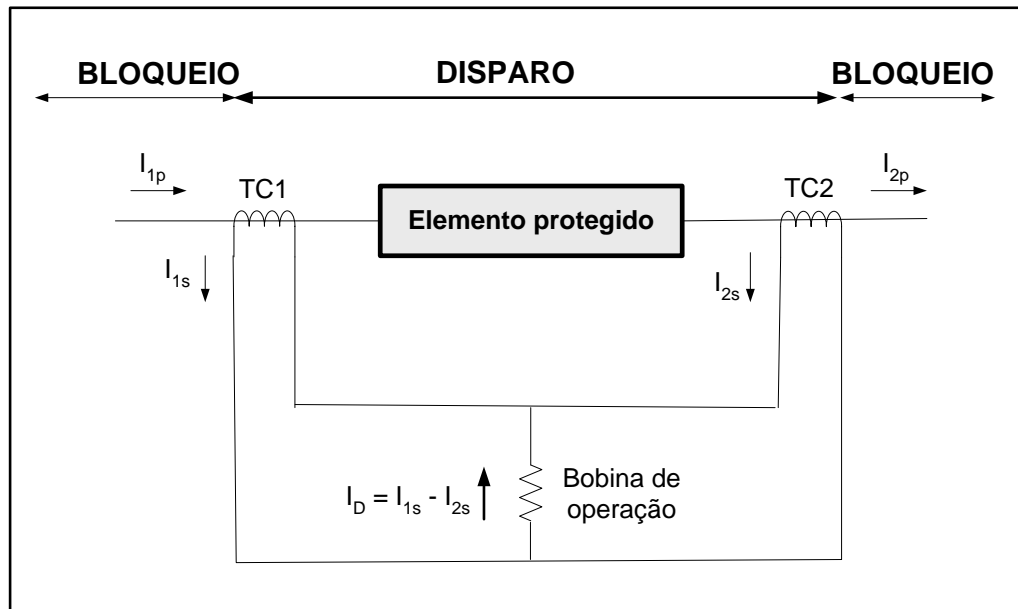 BLOQUEIO DISPARO BLOQUEIO
I1p TC1 Elemento protegido TC2 I2p
I1s I2s
ID = I1s - I2s
Bobina de
operação